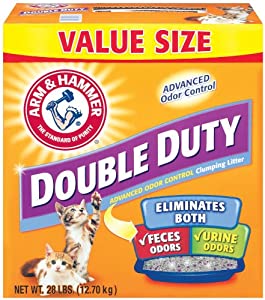 VALUE SIZE
ARM & HAMMER
THE STANDARD OF PURITY
ADVANCED
Odor Control
DOUBLE DUTY
ADVANCED ODOR CONTROL Clumping Litter
ELIMINATES
BOTH
✓FECES
ODORS
✓URINE
ODORS
NET WT. 28 LBS. (12.70 kg)